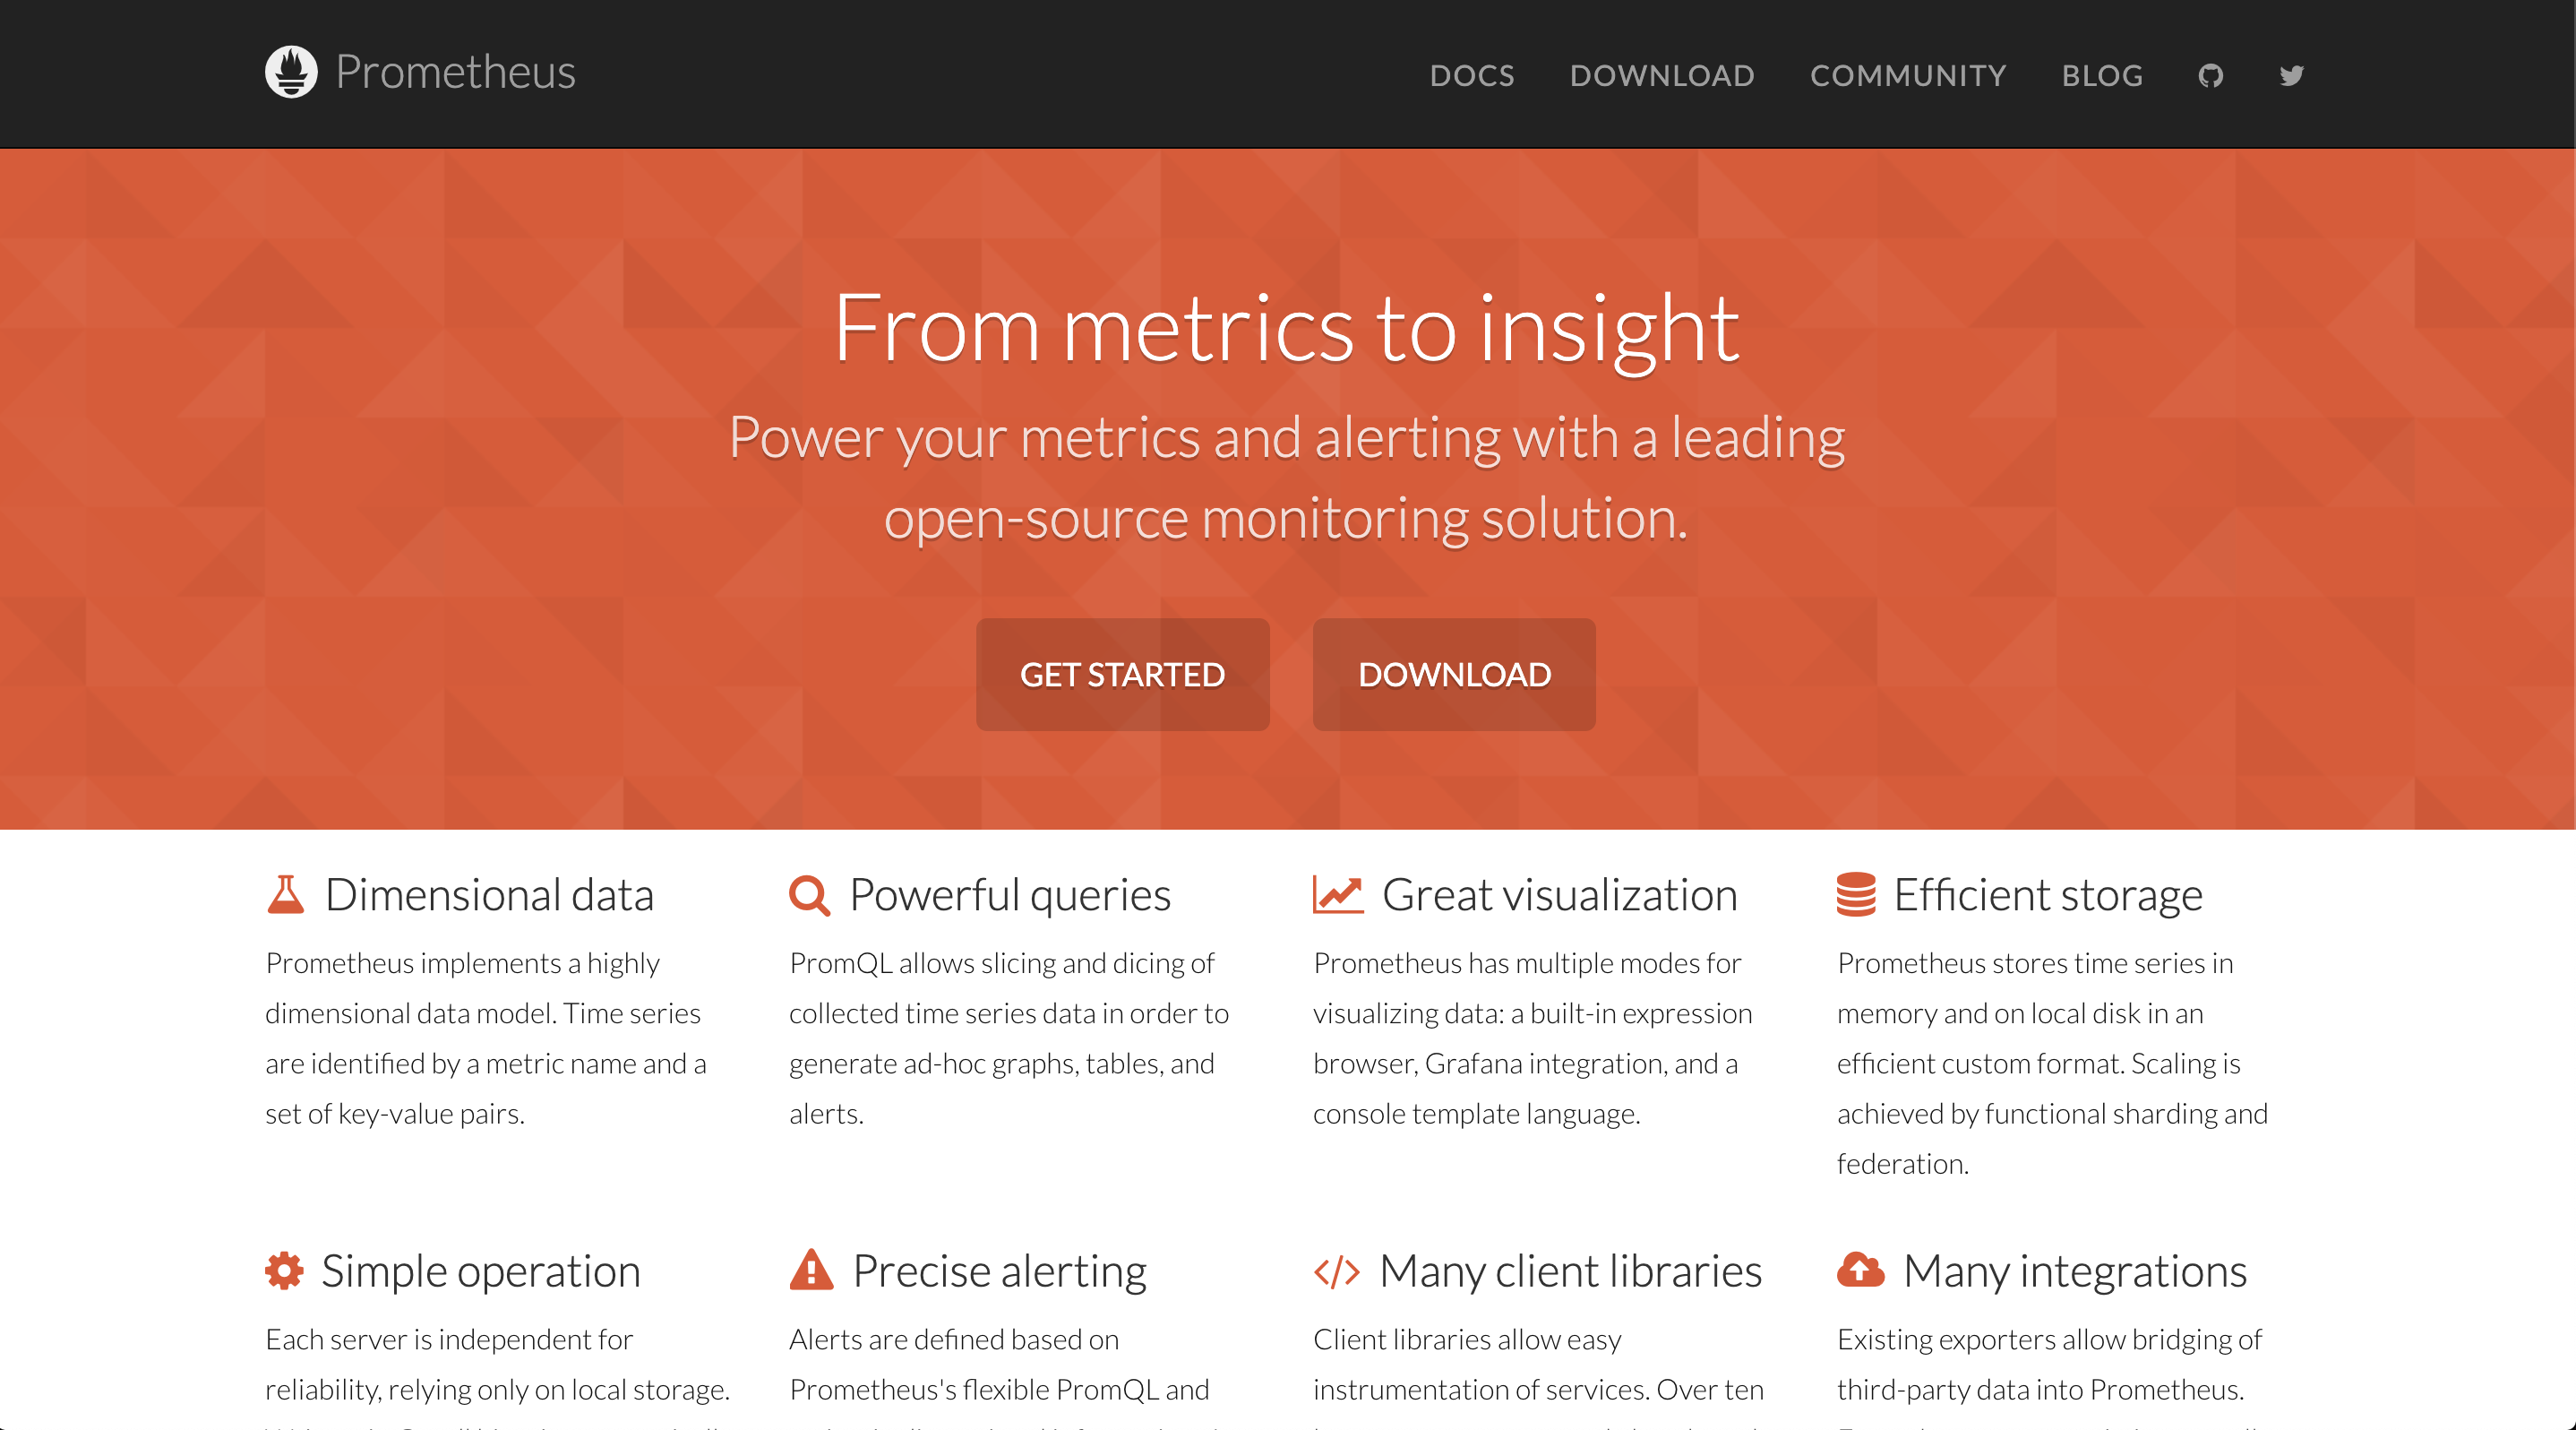 Prometheus
DOCS DOWNLOAD COMMUNITY BLOG
From metrics to insight
Power your metrics and alerting with a leading
open-source monitoring solution.
GET STARTED DOWNLOAD
Dimensional data
Prometheus implements a highly
dimensional data model. Time series
are identified by a metric name and a
set of key-value pairs.
Powerful queries
PromQL allows slicing and dicing of
collected time series data in order to
generate ad-hoc graphs, tables, and
alerts.
Great visualization
Prometheus has multiple modes for
visualizing data: a built-in expression
browser, Grafana integration, and a
console template language.
Efficient storage
Prometheus stores time series in
memory and on local disk in an
efficient custom format. Scaling is
achieved by functional sharding and
federation.
Simple operation
Each server is independent for
reliability, relying only on local storage.
Precise alerting
Alerts are defined based on
Prometheus's flexible PromQL and
Many client libraries
Client libraries allow easy
instrumentation of services. Over ten
Many integrations
Existing exporters allow bridging of
third-party data into Prometheus.